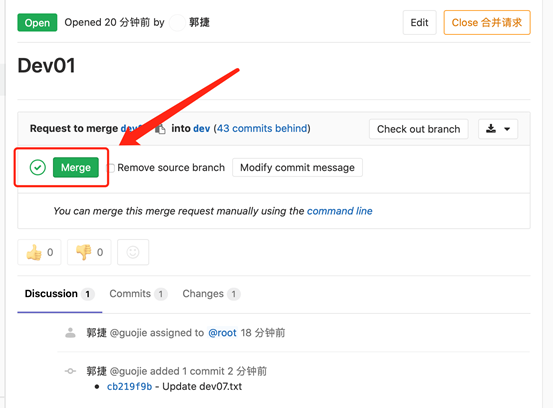 Open Opened 20 分钟前 by 郭捷 Edit Close 合并请求
Dev01
Request to merge dev into dev (43 commits behind) Check out branch
Merge Remove source branch Modify commit message
You can merge this merge request manually using the command line
0 0
Discussion 1 Commits 1 Changes 1
郭捷 @guojie assigned to @root 18 分钟前
郭捷 @guojie added 1 commit 2 分钟前
cb219f9b - Update dev07.txt